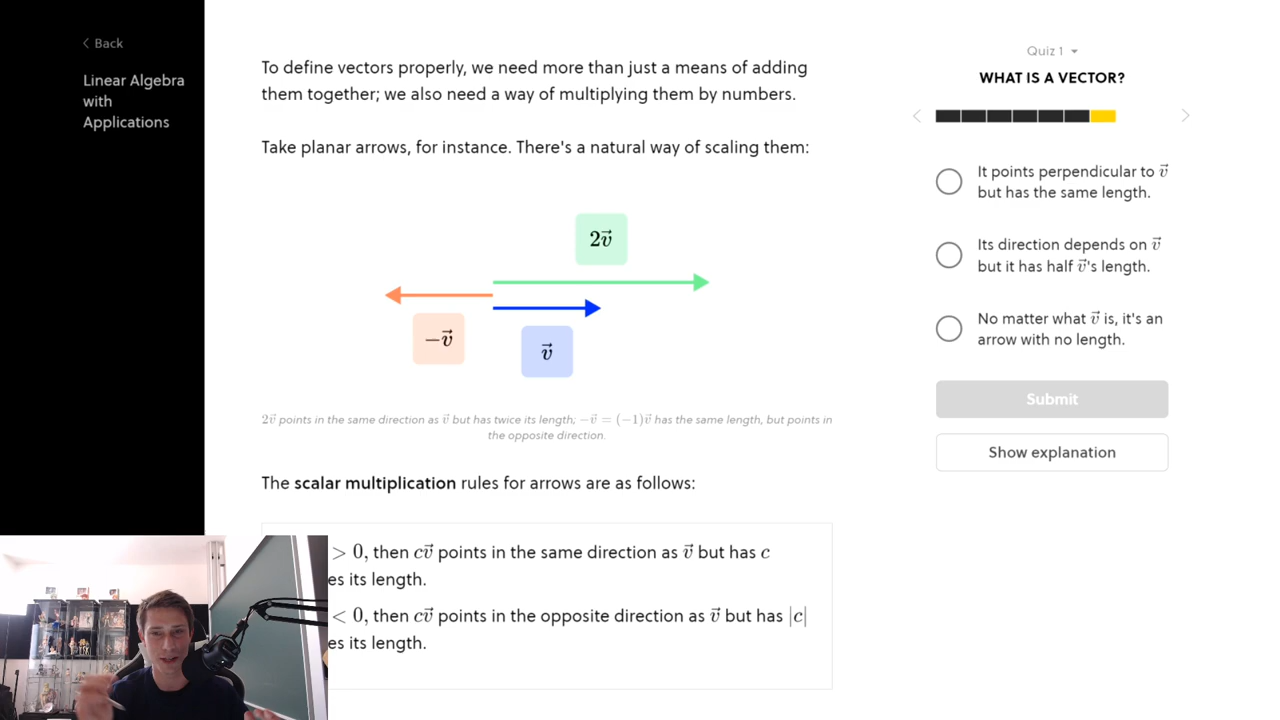 Back
Linear Algebra
with
Applications
To define vectors properly, we need more than just a means of adding
them together; we also need a way of multiplying them by numbers.
Take planar arrows, for instance. There's a natural way of scaling them:
2v⃗
−v⃗
v⃗
2v⃗ points in the same direction as v⃗ but has twice its length; −v⃗ = (−1)v⃗ has the same length, but points in
the opposite direction.
The scalar multiplication rules for arrows are as follows:
> 0, then cv⃗ points in the same direction as v⃗ but has c
es its length.
< 0, then cv⃗ points in the opposite direction as v⃗ but has |c|
es its length.
Quiz 1
WHAT IS A VECTOR?
It points perpendicular to v⃗
but has the same length.
Its direction depends on v⃗
but it has half v⃗'s length.
No matter what v⃗ is, it's an
arrow with no length.
Submit
Show explanation